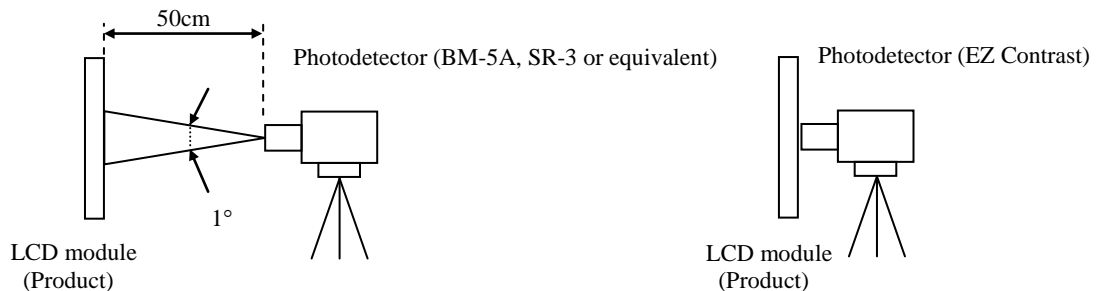 50cm
Photodetector (BM-5A, SR-3 or equivalent)
1°
LCD module
(Product)
Photodetector (EZ Contrast)
LCD module
(Product)